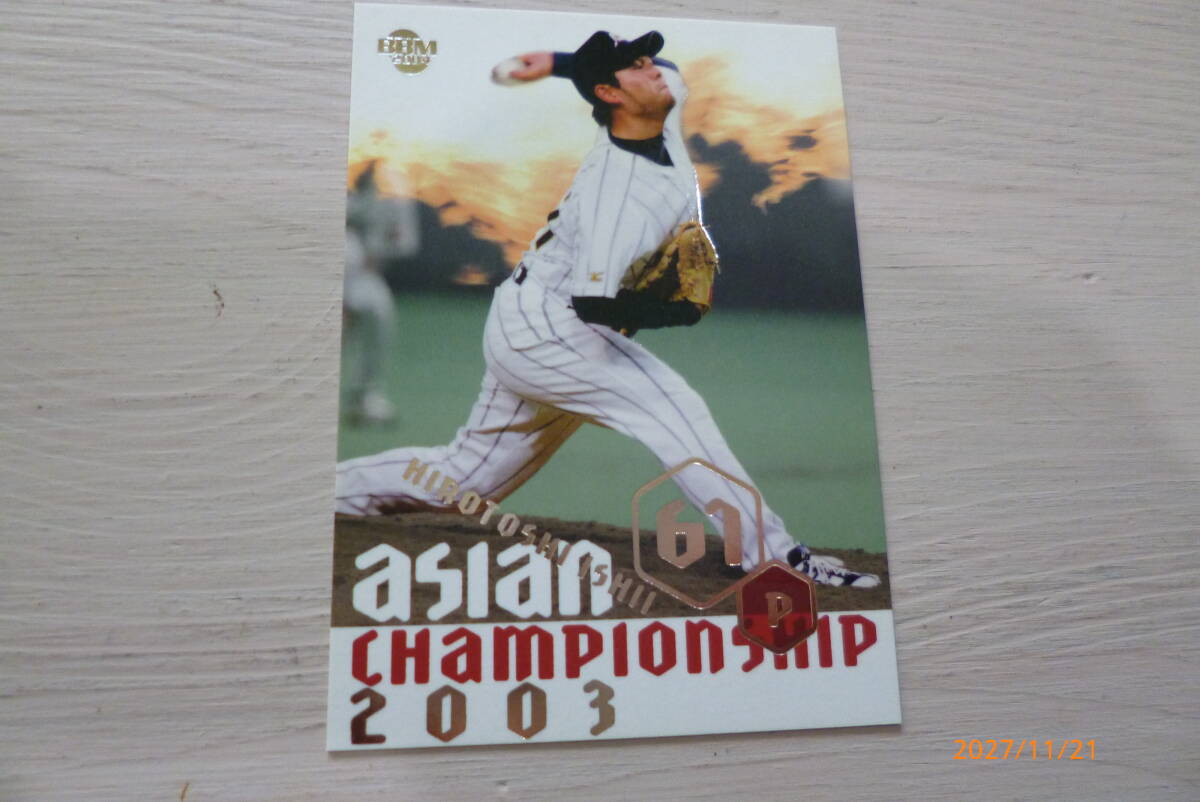 BBM
HIROTOSHI ISHII
61
P
asian
CHAMPIONSHIP
2003
2027/11/21